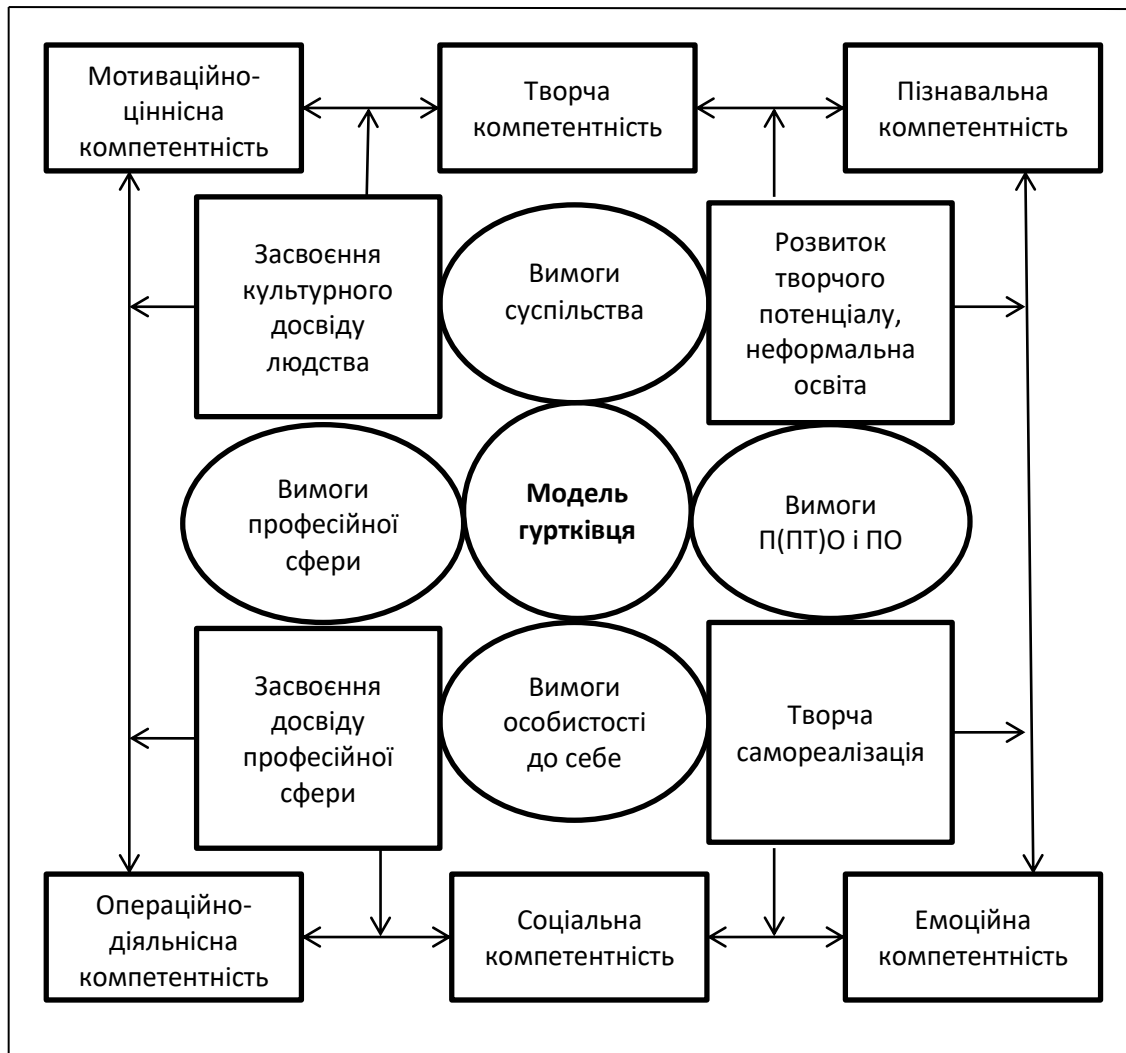 Мотиваційно-
ціннісна
компетентність
Творча
компетентність
Пізнавальна
компетентність
Засвоєння
культурного
досвіду
людства
Вимоги
суспільства
Розвиток
творчого
потенціалу,
неформальна
освіта
Вимоги
професійної
сфери
Модель
гуртківця
Вимоги
П(ПТ)О і ПО
Засвоєння
досвіду
професійної
сфери
Вимоги
особистості
до себе
Творча
самореалізація
Операційно-
діяльнісна
компетентність
Соціальна
компетентність
Емоційна
компетентність